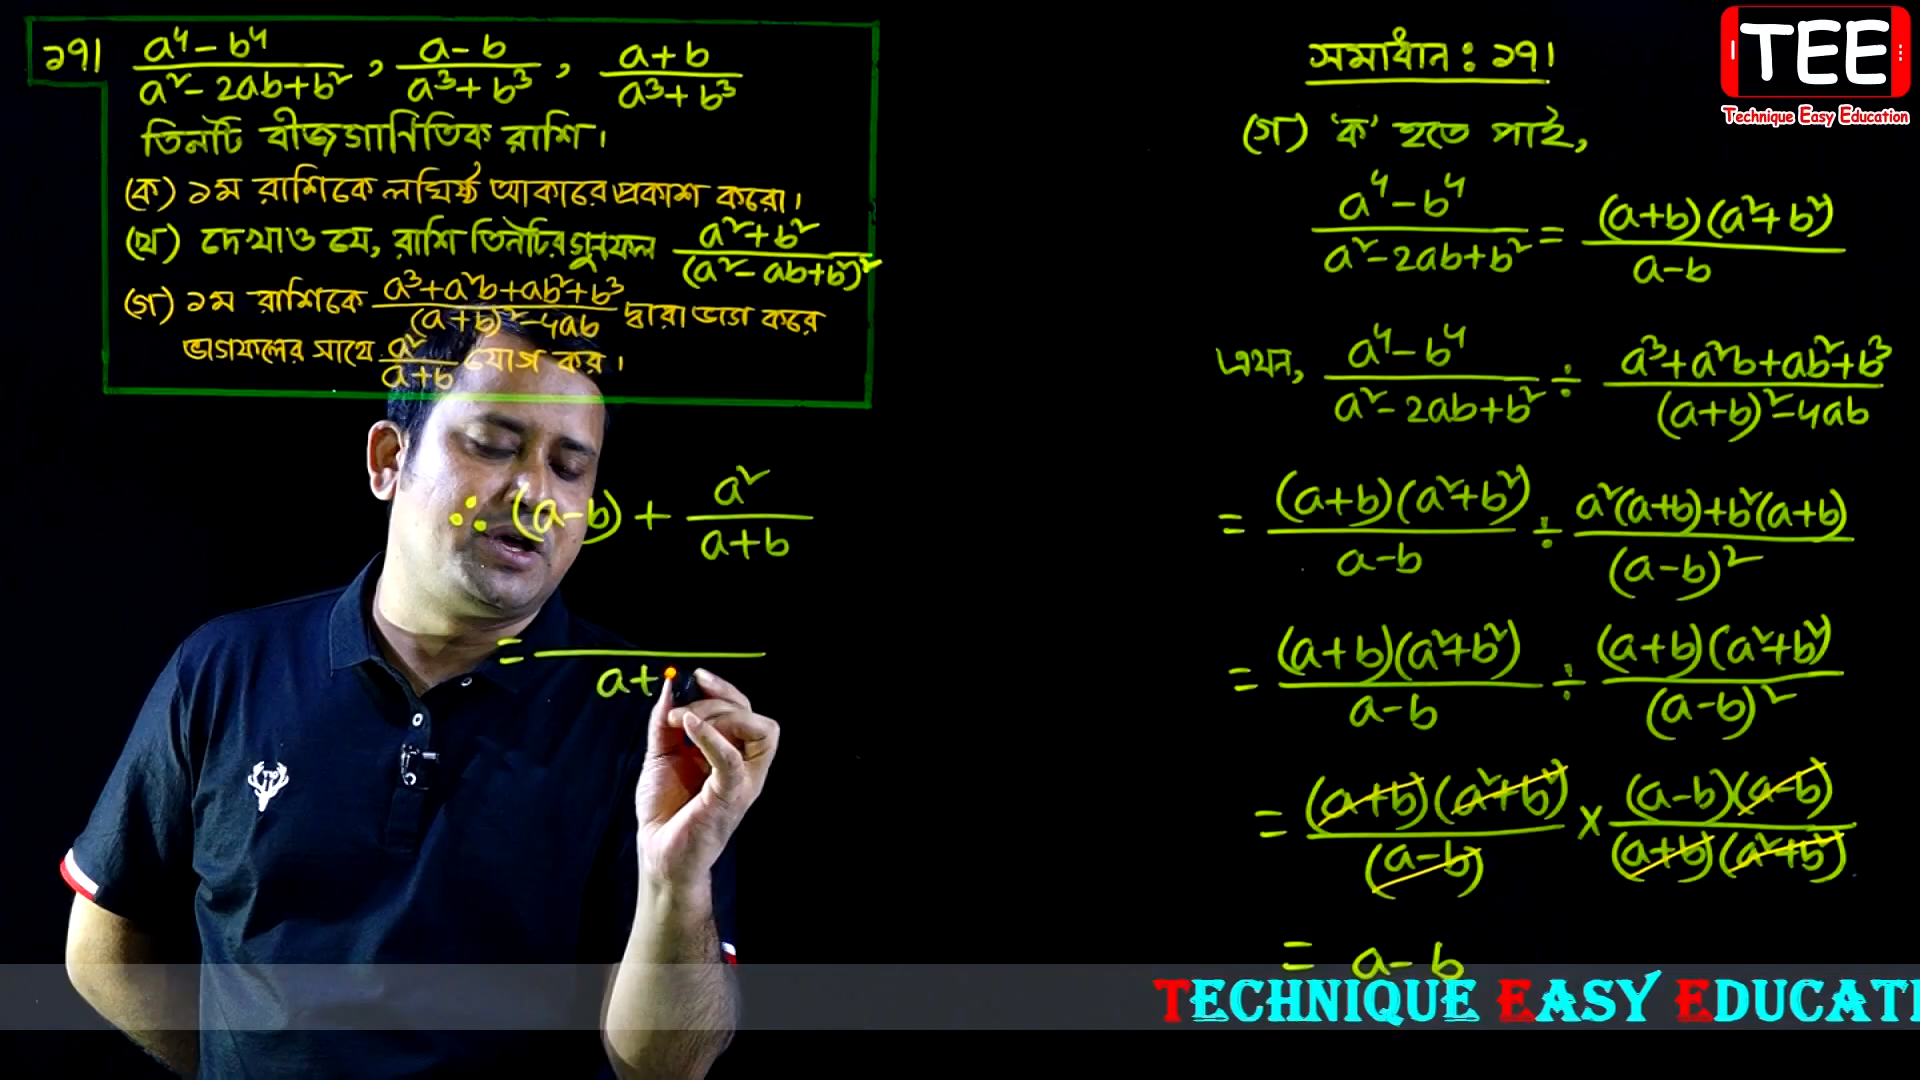 ১৭। a⁴-b⁴/a²-2ab+b² , a-b/a³+b³ , a+b/a³+b³
তিনটি বীজগাণিতিক রাশি।
(ক) ১ম রাশিকে লঘিষ্ঠ আকারে প্রকাশ করো।
(খ) দেখাও যে, রাশি তিনটির গুনফল a²+b²/(a²-ab+b²)²
(গ) ১ম রাশিকে a³+a²b+ab²+b³/(a+b)²-4ab দ্বারা ভাগ করে
ভাগফলের সাথে a²/a+b যোগ কর।
∴ (a-b) + a²/a+b
= a+
সমাধান: ১৭।
(গ) 'ক' হতে পাই,
a⁴-b⁴/a²-2ab+b² = (a+b)(a²+b²)/a-b
এখন, a⁴-b⁴/a²-2ab+b² ÷ a³+a²b+ab²+b³/(a+b)²-4ab
= (a+b)(a²+b²)/a-b ÷ a²(a+b)+b²(a+b)/(a-b)²
= (a+b)(a²+b²)/a-b ÷ (a+b)(a²+b²)/(a-b)²
= (a+b)(a²+b²)/(a-b) × (a-b)(a-b)/(a+b)(a²+b²)
= a-b
TEE
Technique Easy Education
TECHNIQUE EASY EDUCATI